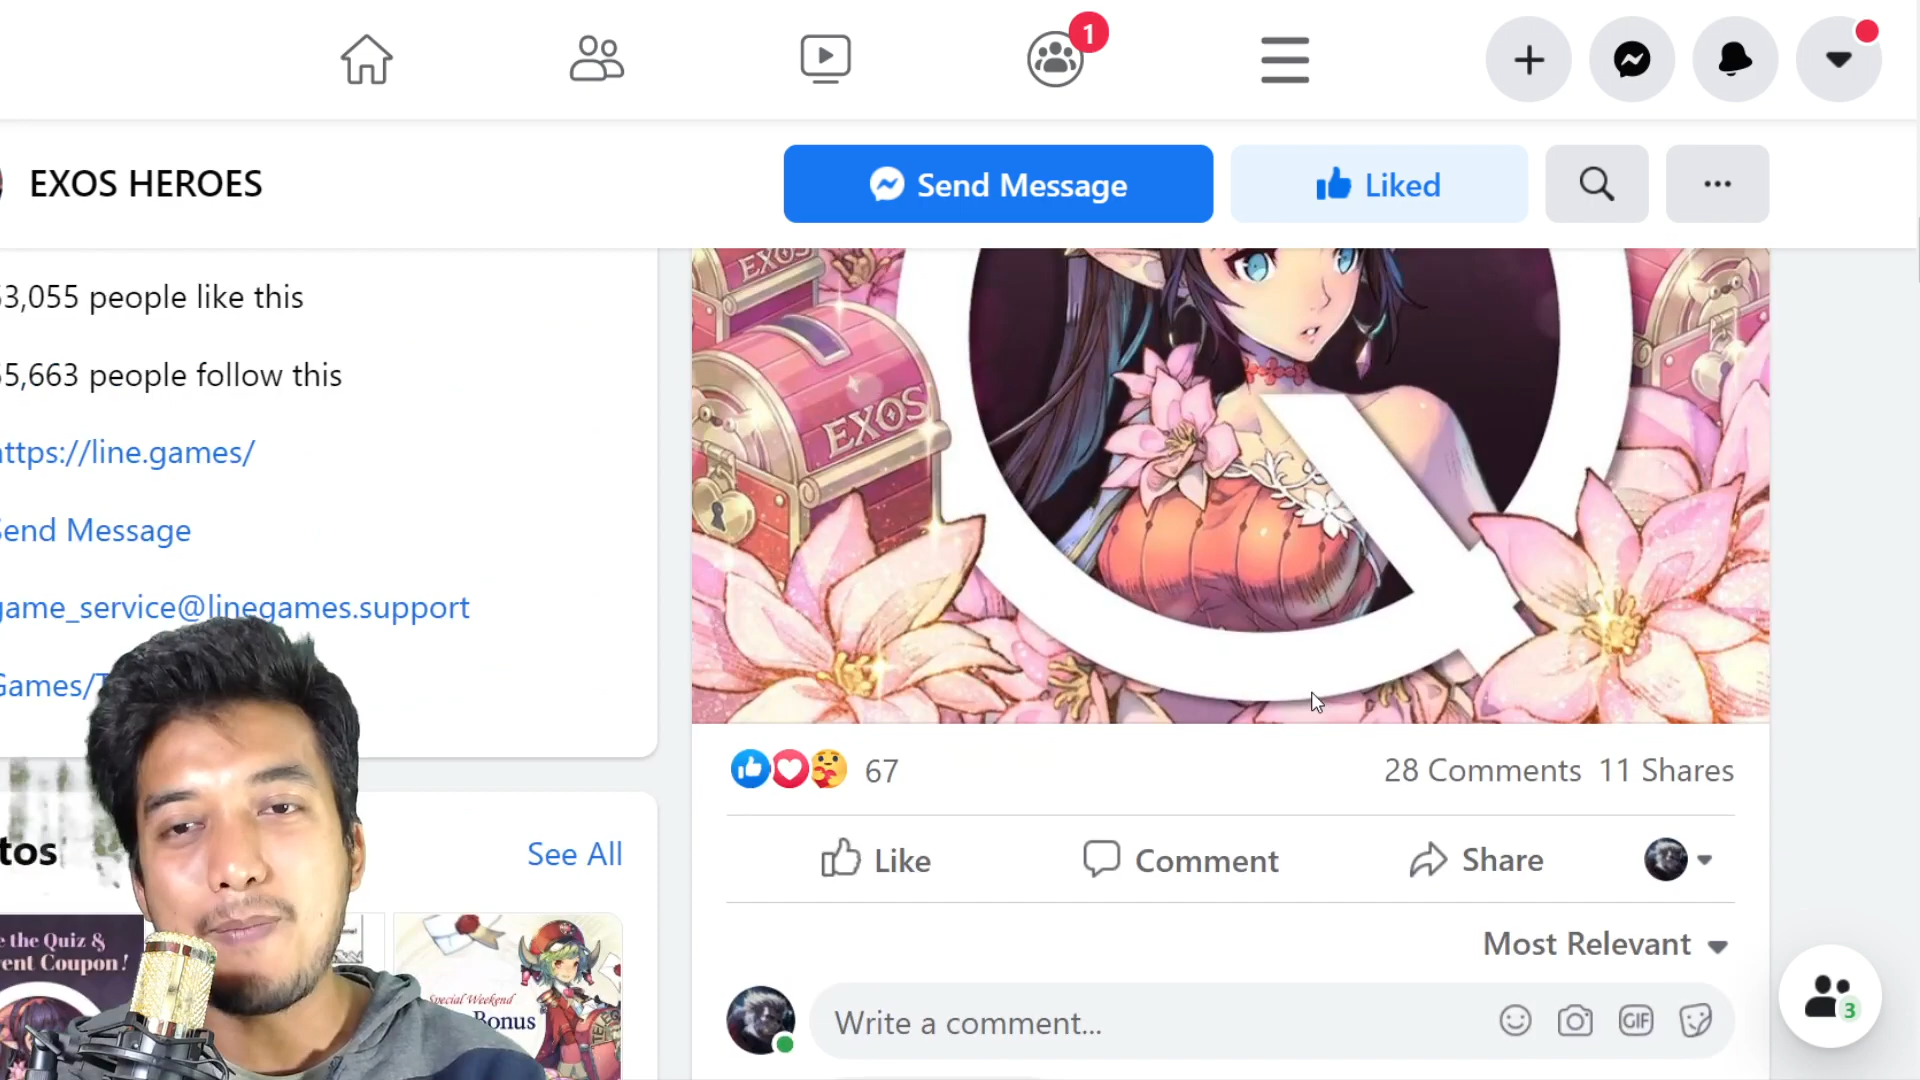 1
EXOS HEROES
Send Message
Liked
3,055 people like this
5,663 people follow this
ttps://line.games/
end Message
game_service@linegames.support
Games/
tos
See All
e the Quiz &
ent Coupon!
Special Weekend
Bonus
EXOS
EXOS
67
28 Comments 11 Shares
Like
Comment
Share
Most Relevant
Write a comment...
GIF
3